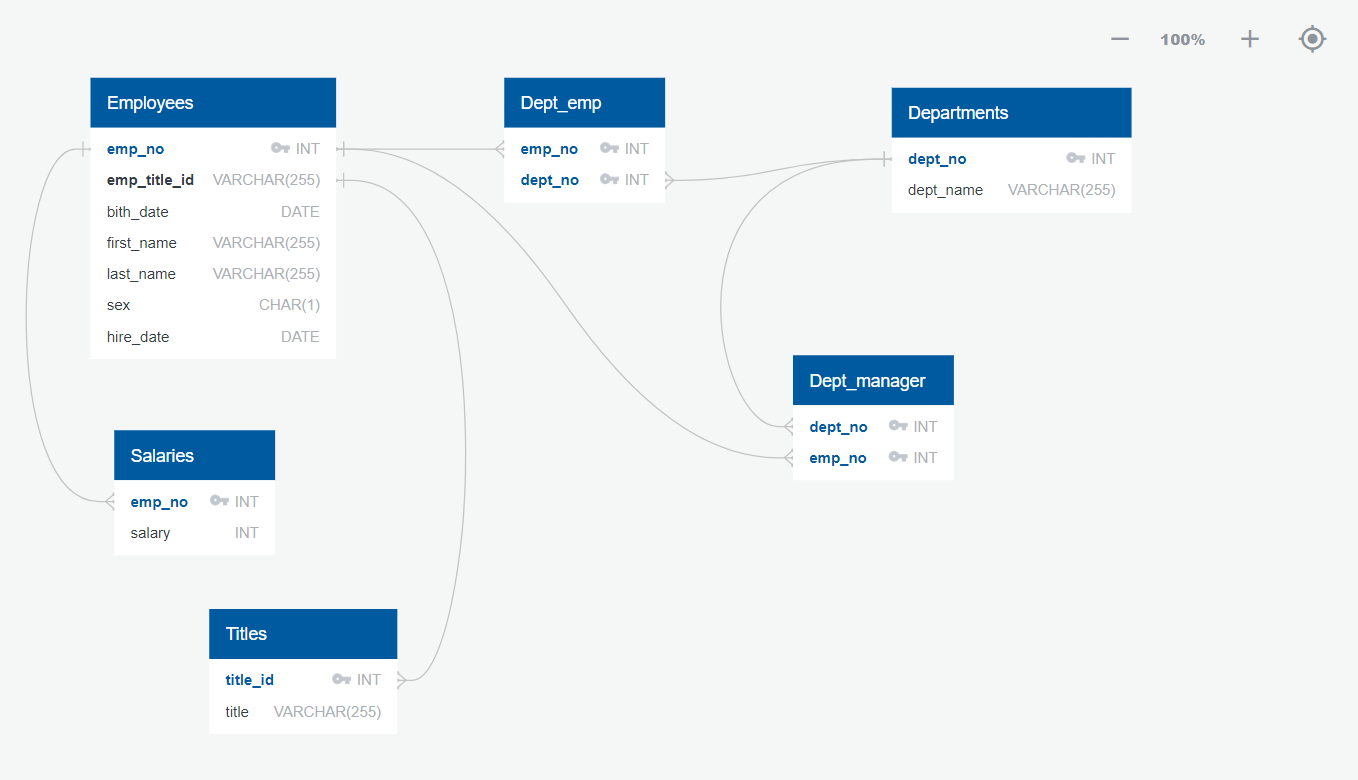 100%
Employees
emp_no INT
emp_title_id VARCHAR(255)
bith_date DATE
first_name VARCHAR(255)
last_name VARCHAR(255)
sex CHAR(1)
hire_date DATE
Dept_emp
emp_no INT
dept_no INT
Departments
dept_no INT
dept_name VARCHAR(255)
Dept_manager
dept_no INT
emp_no INT
Salaries
emp_no INT
salary INT
Titles
title_id INT
title VARCHAR(255)